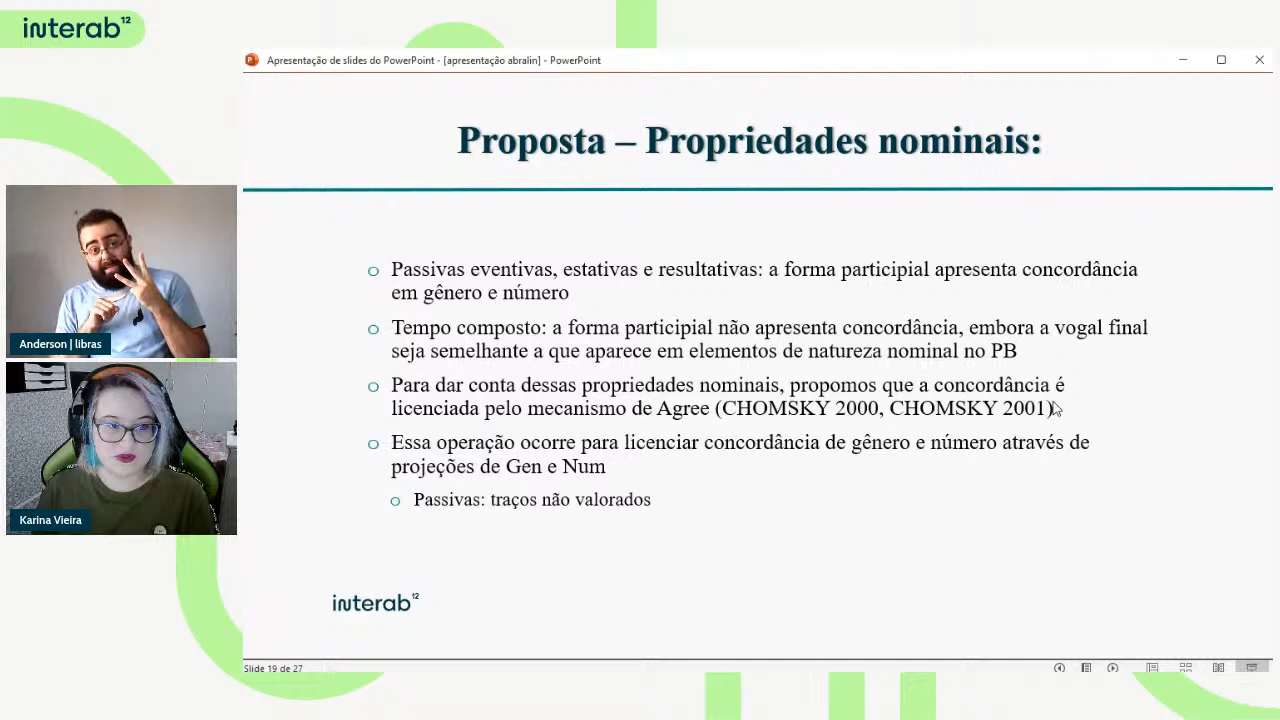 interab¹²
Apresentação de slides do PowerPoint - [apresentação abralin] - PowerPoint
Proposta – Propriedades nominais:
Passivas eventivas, estativas e resultativas: a forma participial apresenta concordância
em gênero e número
Tempo composto: a forma participial não apresenta concordância, embora a vogal final
seja semelhante a que aparece em elementos de natureza nominal no PB
Para dar conta dessas propriedades nominais, propomos que a concordância é
licenciada pelo mecanismo de Agree (CHOMSKY 2000, CHOMSKY 2001)
Essa operação ocorre para licenciar concordância de gênero e número através de
projeções de Gen e Num
Passivas: traços não valorados
Anderson | libras
Karina Vieira
interab¹²
Slide 19 de 27